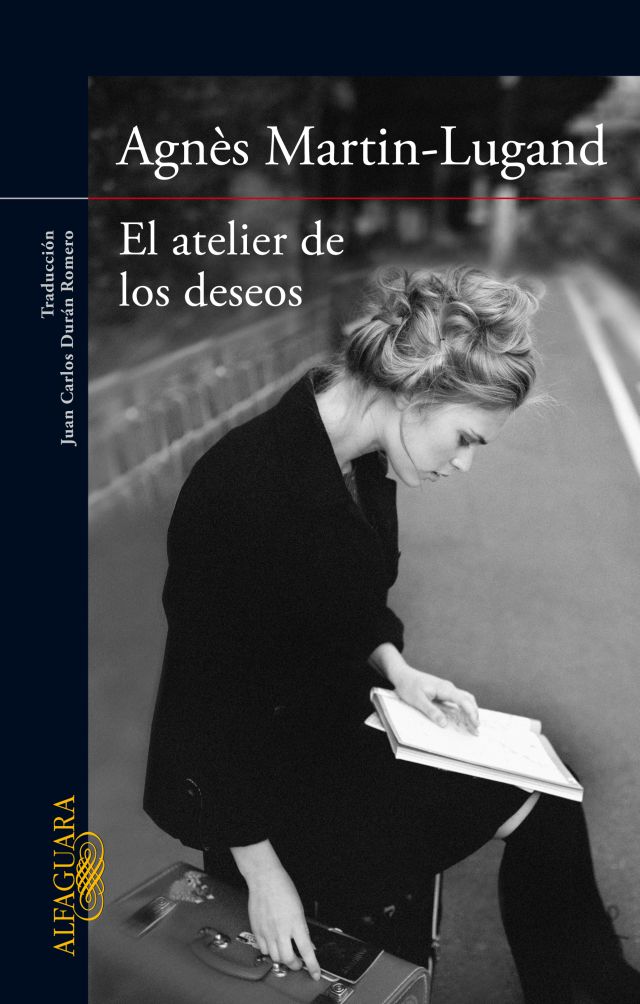 Agnès Martin-Lugand
El atelier de
los deseos
Traducción
Juan Carlos Durán Romero
ALFAGUARA